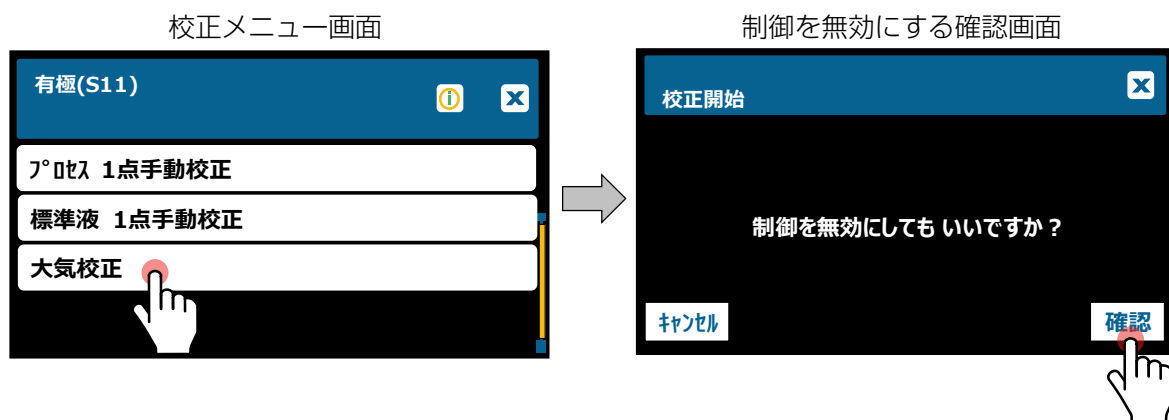 校正メニュー画面
有極(S11)
ﾌﾟﾛｾｽ 1点手動校正
標準液 1点手動校正
大気校正
制御を無効にする確認画面
校正開始
制御を無効にしても いいですか？
ｷｬﾝｾﾙ
確認